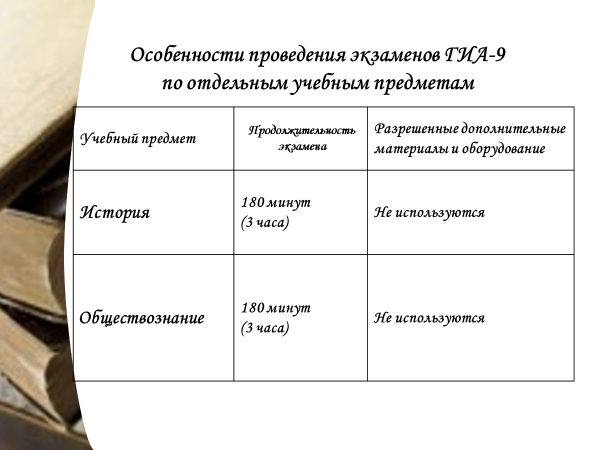 Особенности проведения экзаменов ГИА-9
по отдельным учебным предметам
Учебный предмет
Продолжительность
экзамена
Разрешенные дополнительные
материалы и оборудование
История
180 минут
(3 часа)
Не используются
Обществознание
180 минут
(3 часа)
Не используются